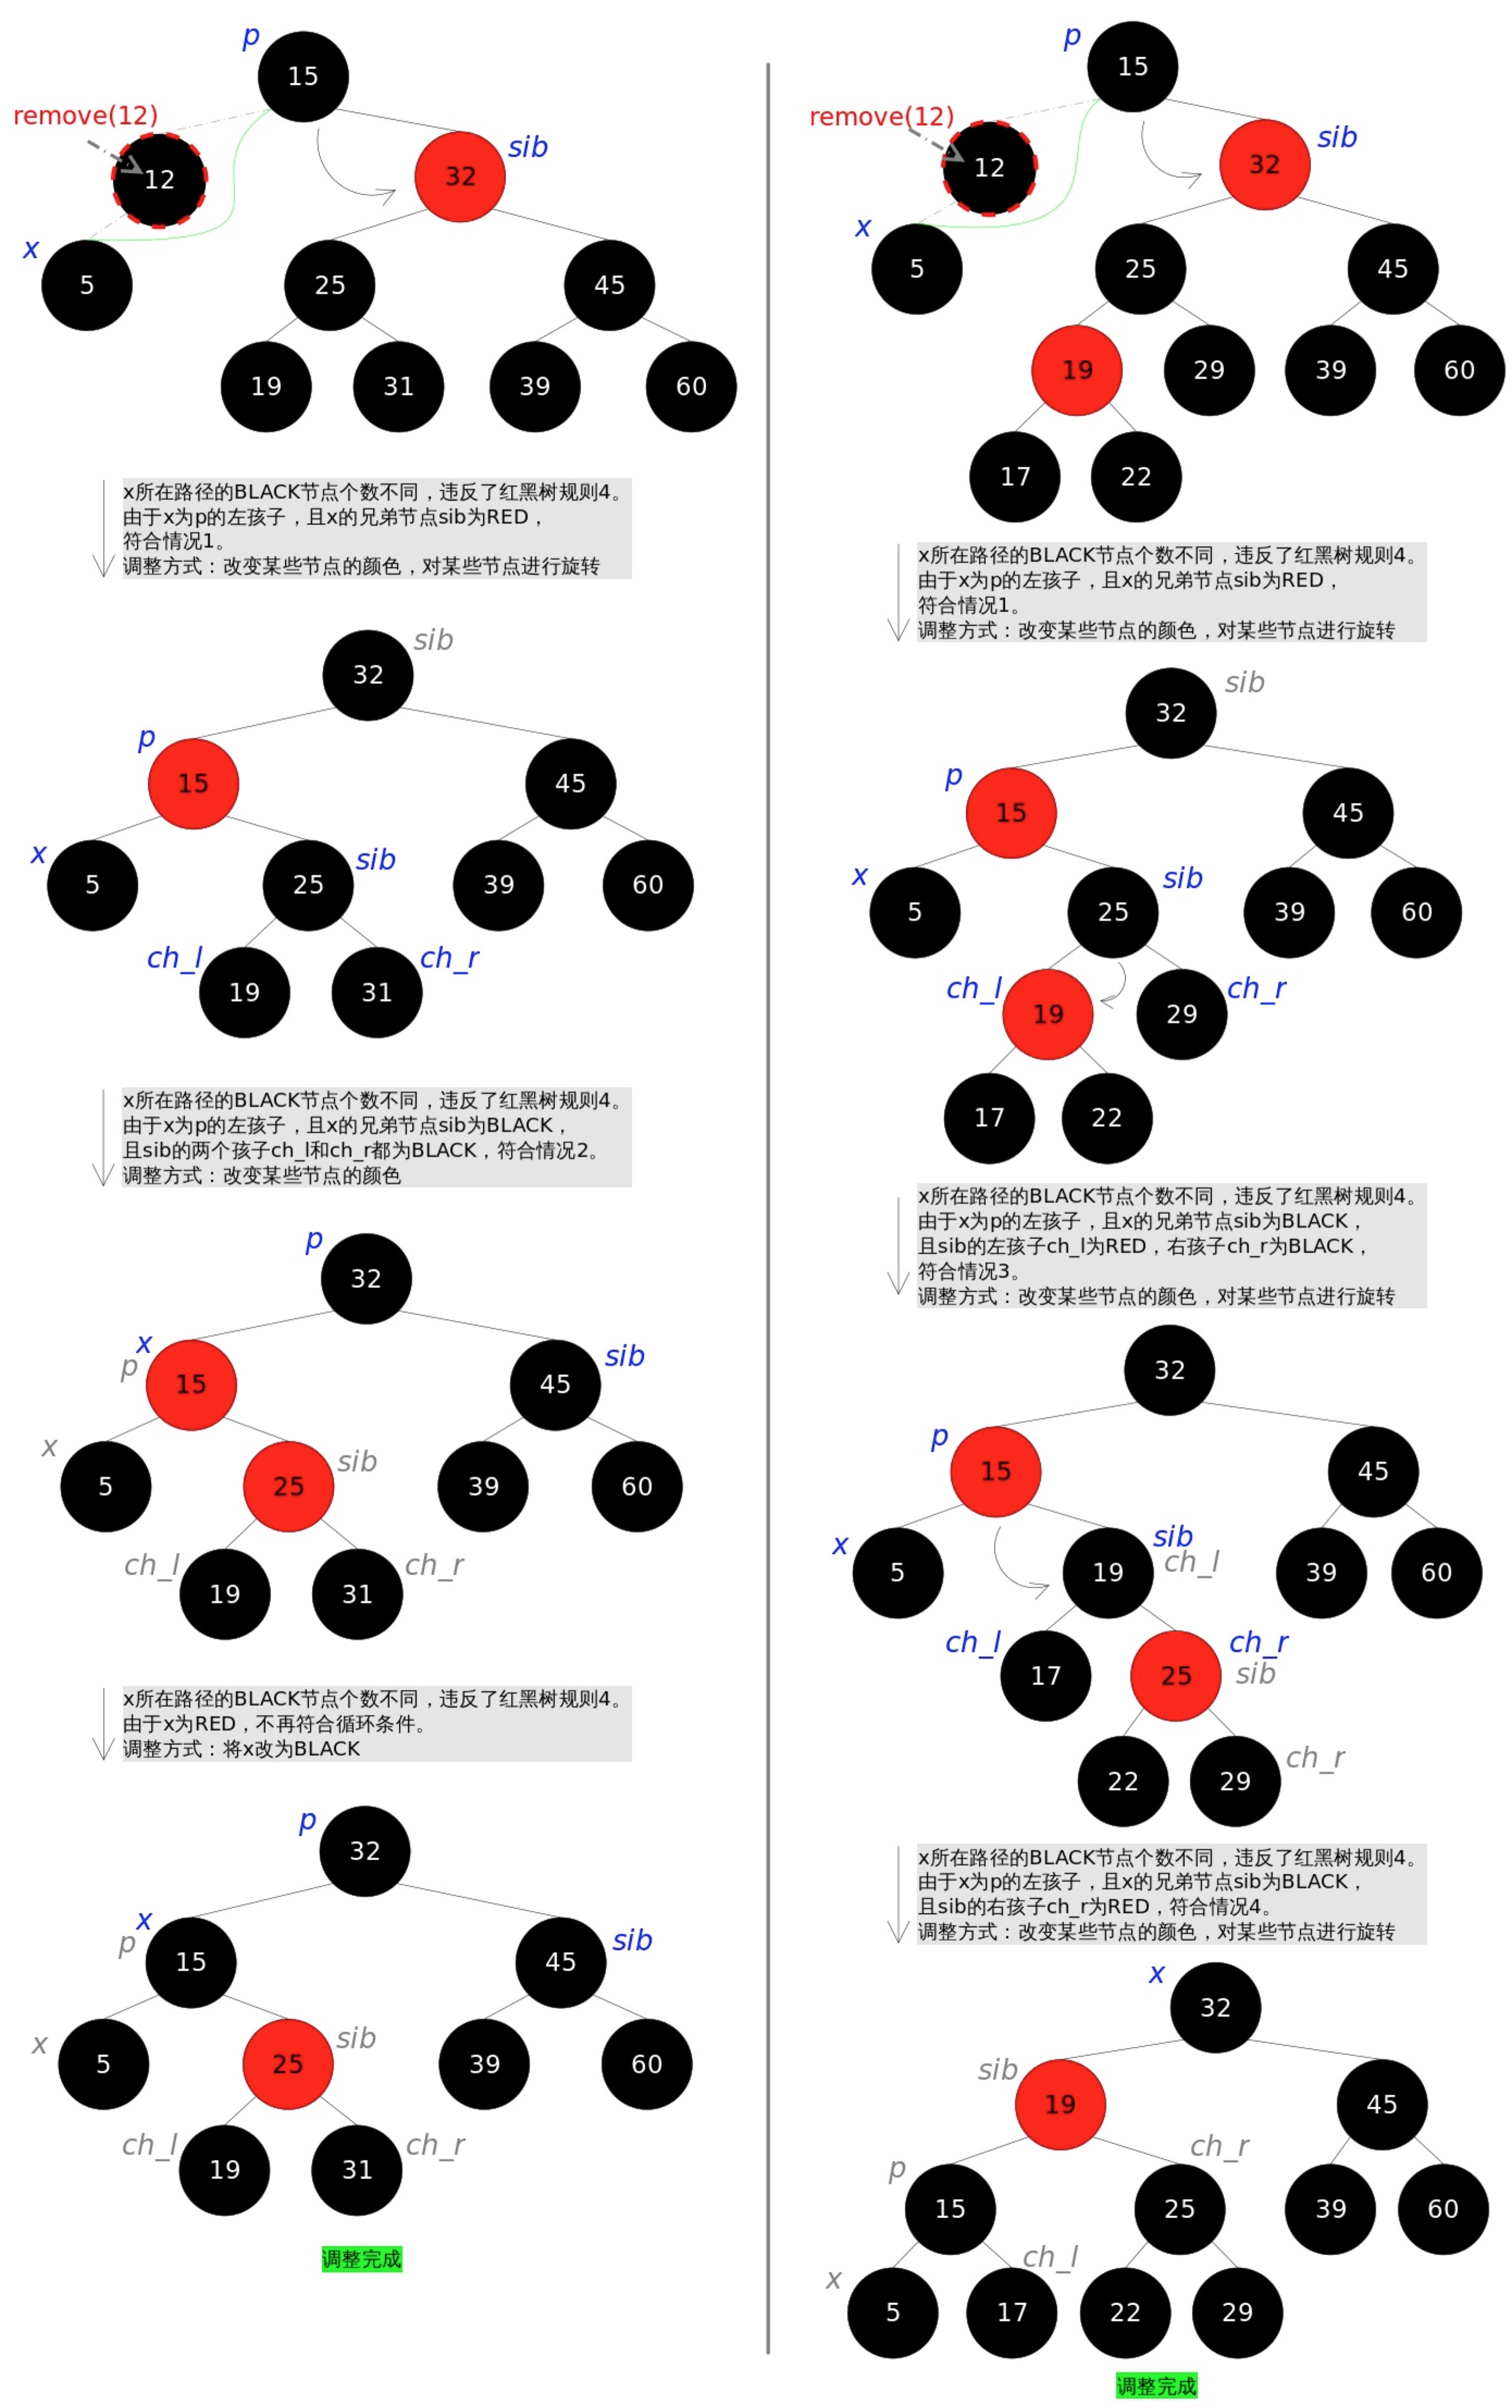 p
15
remove(12)
sib
12
32
x
5
25
45
19
31
39
60
x所在路径的BLACK节点个数不同，违反了红黑树规则4。
由于x为p的左孩子，且x的兄弟节点sib为RED，
符合情况1。
调整方式：改变某些节点的颜色，对某些节点进行旋转
sib
32
p
15
45
x
5
25
sib
39
60
ch_l
19
31
ch_r
x所在路径的BLACK节点个数不同，违反了红黑树规则4。
由于x为p的左孩子，且x的兄弟节点sib为BLACK，
且sib的两个孩子ch_l和ch_r都为BLACK，符合情况2。
调整方式：改变某些节点的颜色
p
32
x
p
15
45
sib
x
5
25
sib
39
60
ch_l
19
31
ch_r
x所在路径的BLACK节点个数不同，违反了红黑树规则4。
由于x为RED，不再符合循环条件。
调整方式：将x改为BLACK
p
32
x
p
15
45
sib
x
5
25
sib
39
60
ch_l
19
31
ch_r
调整完成
p
15
remove(12)
sib
12
32
x
5
25
45
19
29
39
60
17
22
x所在路径的BLACK节点个数不同，违反了红黑树规则4。
由于x为p的左孩子，且x的兄弟节点sib为RED，
符合情况1。
调整方式：改变某些节点的颜色，对某些节点进行旋转
sib
32
p
15
45
x
5
25
sib
39
60
ch_l
19
29
ch_r
17
22
x所在路径的BLACK节点个数不同，违反了红黑树规则4。
由于x为p的左孩子，且x的兄弟节点sib为BLACK，
且sib的左孩子ch_l为RED，右孩子ch_r为BLACK，
符合情况3。
调整方式：改变某些节点的颜色，对某些节点进行旋转
32
p
15
45
x
5
19
sib
ch_l
39
60
ch_l
17
25
ch_r
sib
22
29
ch_r
x所在路径的BLACK节点个数不同，违反了红黑树规则4。
由于x为p的左孩子，且x的兄弟节点sib为BLACK，
且sib的右孩子ch_r为RED，符合情况4。
调整方式：改变某些节点的颜色，对某些节点进行旋转
x
32
sib
19
45
p
15
25
ch_r
39
60
x
5
17
ch_l
22
29
调整完成